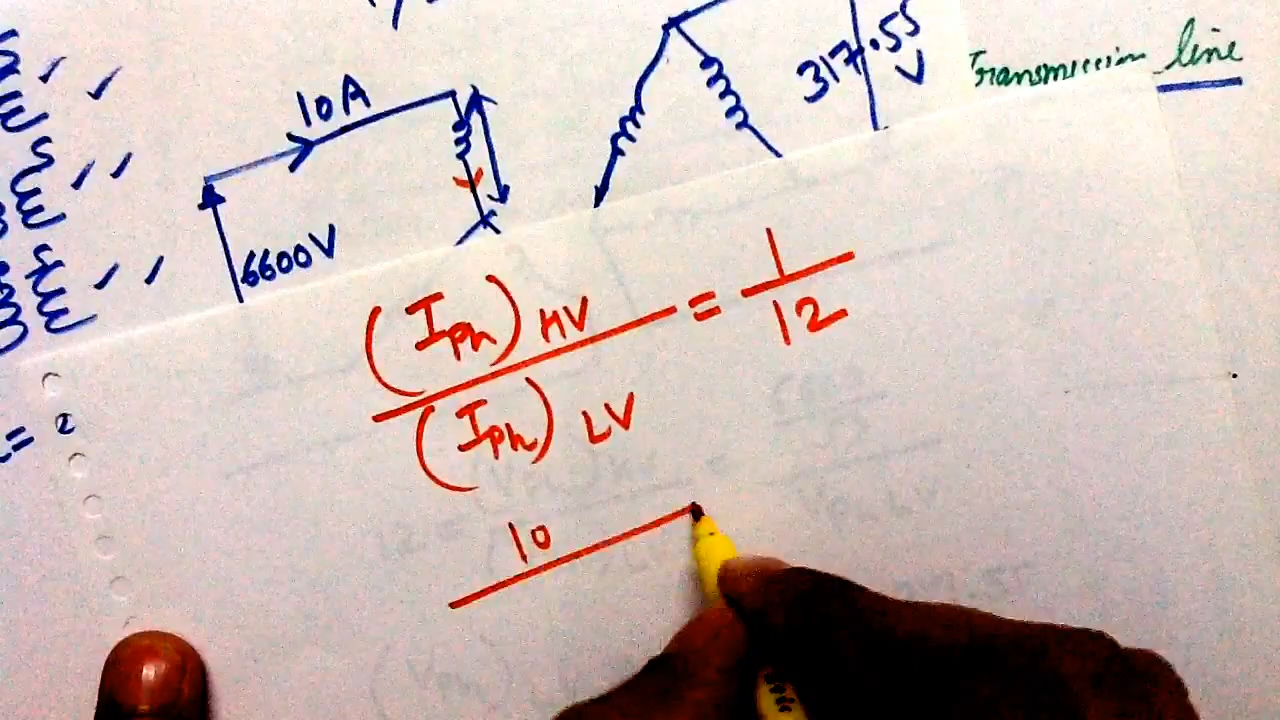 Transmission line
317.55
V
10A
6600V
(Iph) HV = 1
(Iph) LV 12
10